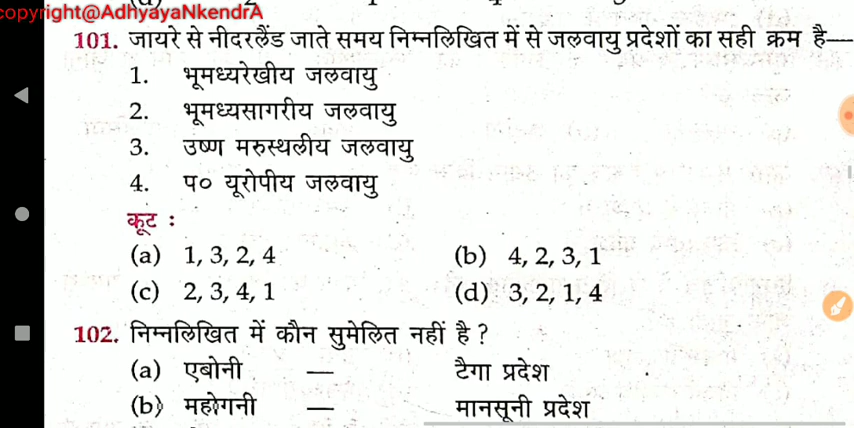 copyright@AdhyayaNkendrA
101. जायरे से नीदरलैंड जाते समय निम्नलिखित में से जलवायु प्रदेशों का सही क्रम है—
1. भूमध्यरेखीय जलवायु
2. भूमध्यसागरीय जलवायु
3. उष्ण मरुस्थलीय जलवायु
4. प० यूरोपीय जलवायु
कूट :
(a) 1, 3, 2, 4 (b) 4, 2, 3, 1
(c) 2, 3, 4, 1 (d) 3, 2, 1, 4
102. निम्नलिखित में कौन सुमेलित नहीं है ?
(a) एबोनी — टैगा प्रदेश
(b) महोगनी — मानसूनी प्रदेश